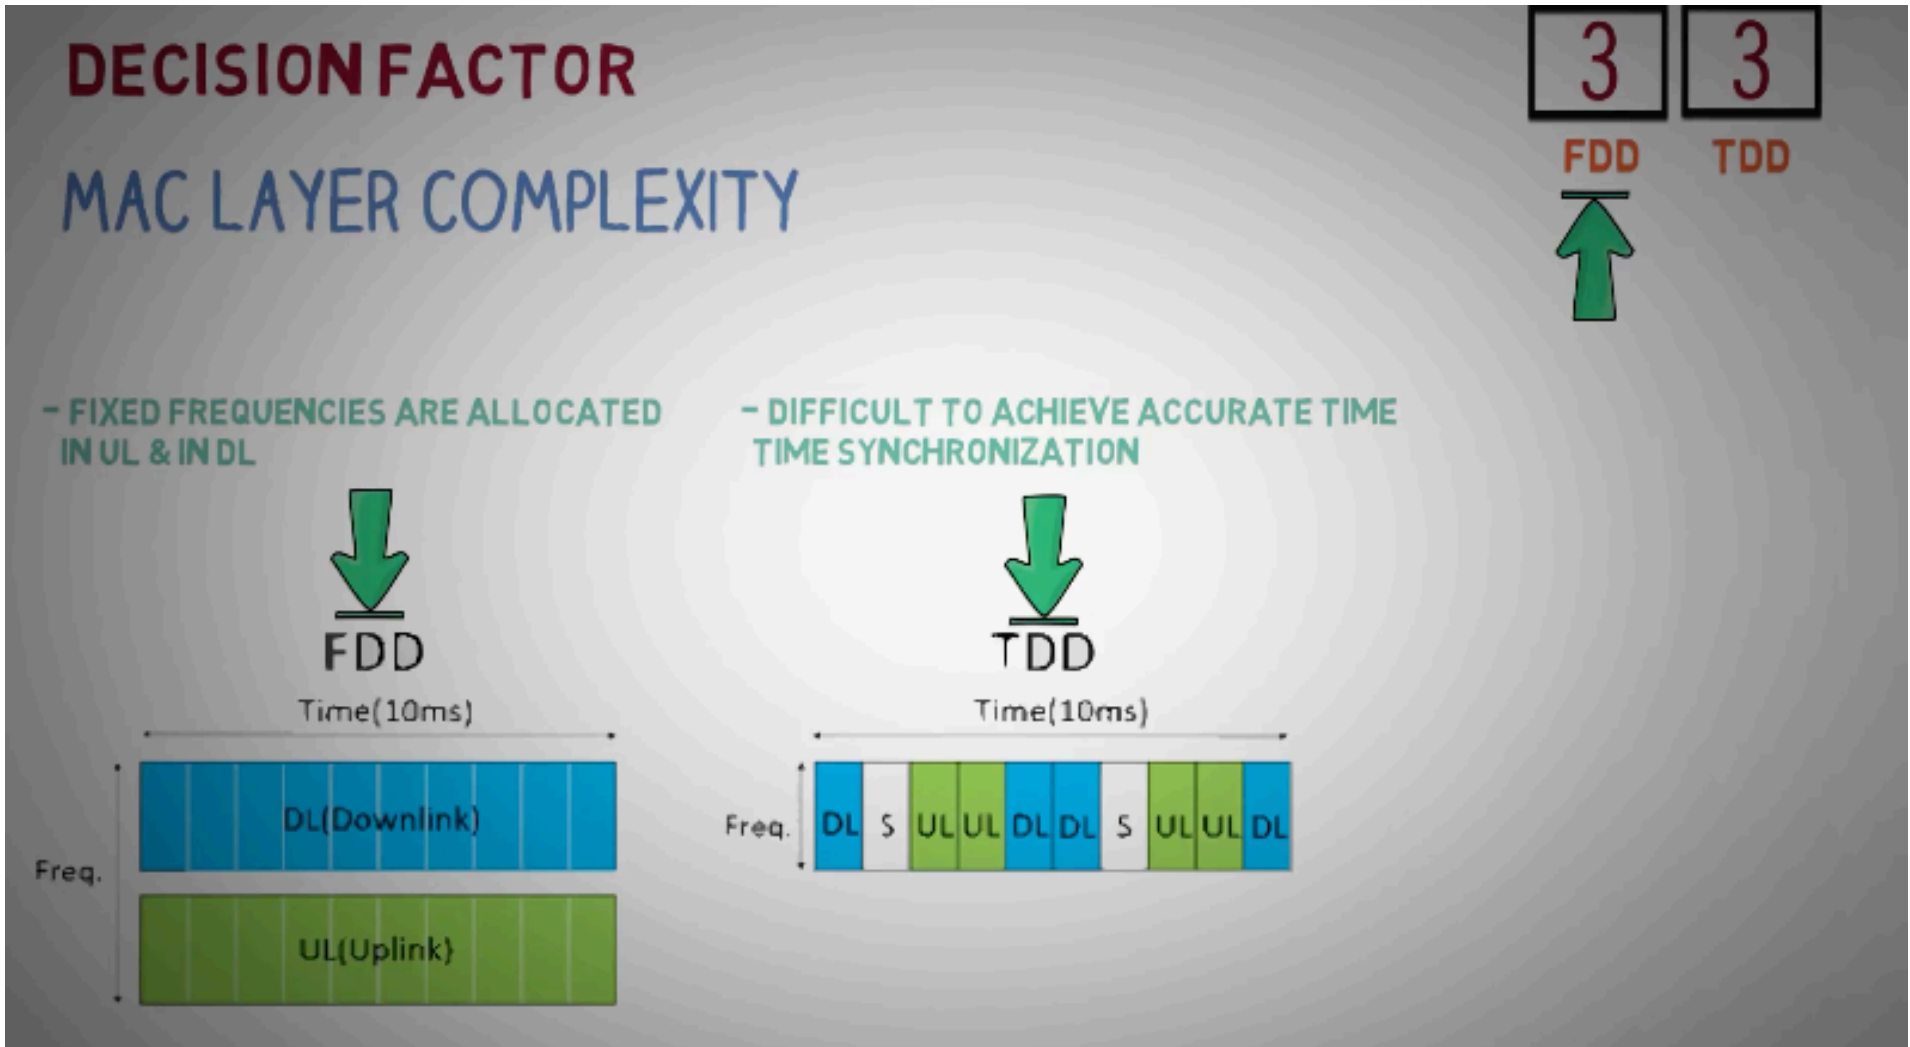 DECISION FACTOR
3 3
FDD TDD
MAC LAYER COMPLEXITY
- FIXED FREQUENCIES ARE ALLOCATED
IN UL & IN DL
- DIFFICULT TO ACHIEVE ACCURATE TIME
TIME SYNCHRONIZATION
FDD
Time(10ms)
DL(Downlink)
Freq.
UL(Uplink)
TDD
Time(10ms)
Freq. DL S UL UL DL DL S UL UL DL